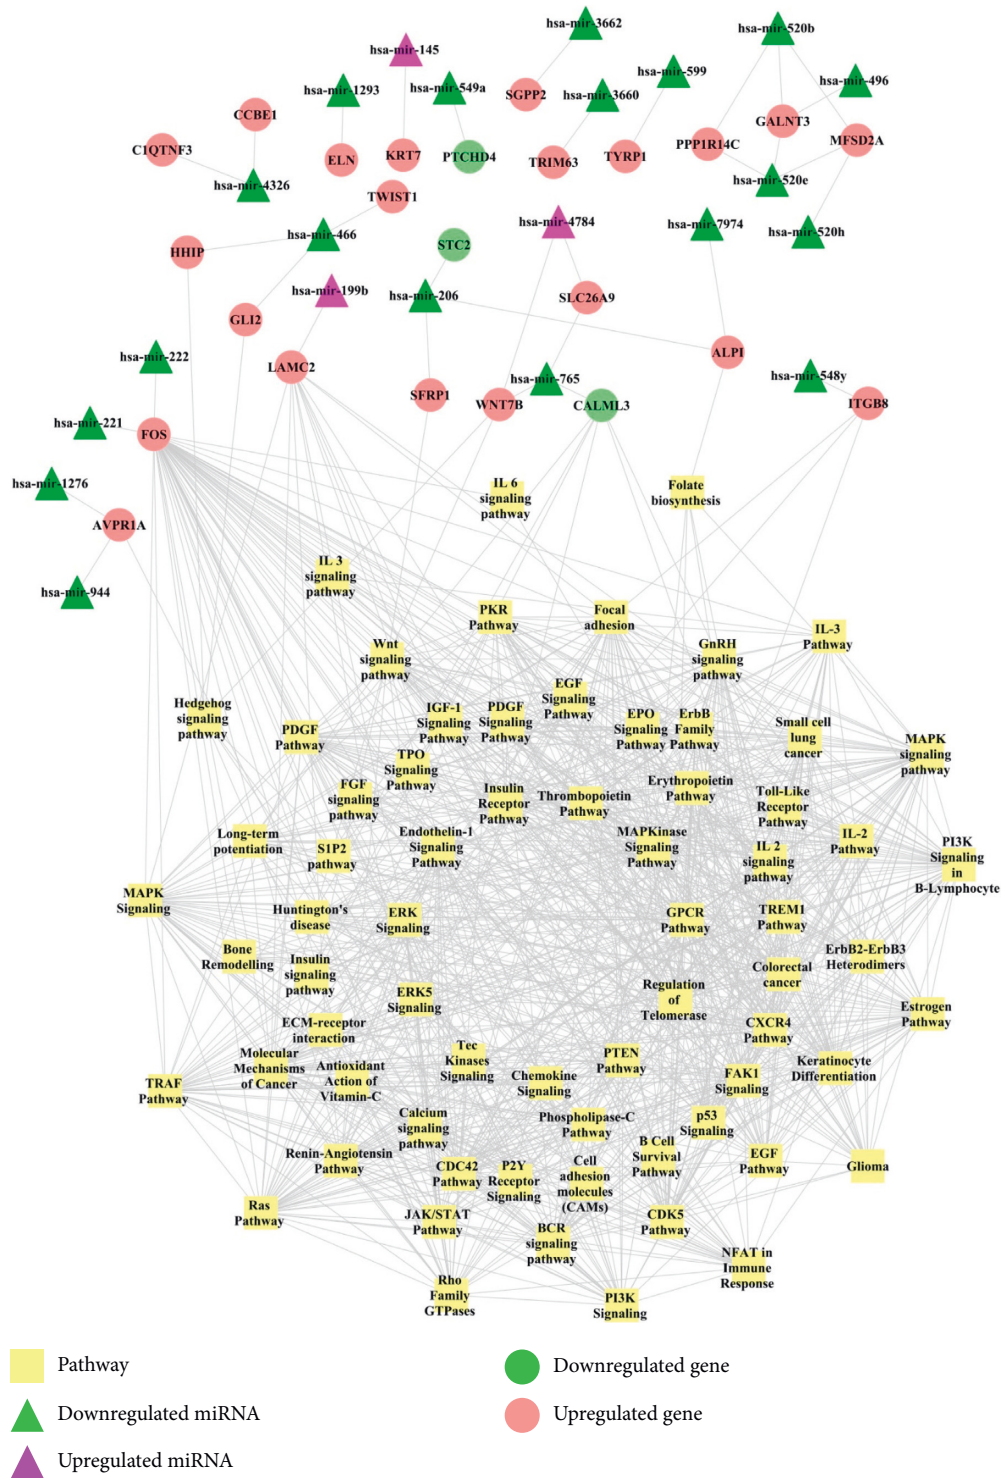 hsa-mir-3662
hsa-mir-520b
hsa-mir-145
hsa-mir-599
hsa-mir-496
hsa-mir-1293
hsa-mir-549a
SGPP2
hsa-mir-3660
CCBE1
GALNT3
C1QTNF3
ELN
KRT7
PTCHD4
TRIM63
TYRP1
PPP1R14C
MFSD2A
hsa-mir-4326
hsa-mir-520e
TWIST1
hsa-mir-466
hsa-mir-4784
hsa-mir-7974
hsa-mir-520h
HHIP
STC2
hsa-mir-199b
hsa-mir-206
SLC26A9
GLI2
hsa-mir-222
LAMC2
ALPI
hsa-mir-765
hsa-mir-548y
SFRP1
WNT7B
CALML3
ITGB8
hsa-mir-221
FOS
hsa-mir-1276
IL 6
signaling
pathway
Folate
biosynthesis
AVPR1A
hsa-mir-944
IL 3
signaling
pathway
PKR
Pathway
Focal
adhesion
IL-3
Pathway
Wnt
signaling
pathway
GnRH
signaling
pathway
Hedgehog
signaling
pathway
PDGF
Pathway
IGF-1
Signaling
Pathway
PDGF
Signaling
Pathway
EGF
Signaling
Pathway
EPO
Signaling
Pathway
ErbB
Family
Pathway
Small cell
lung
cancer
MAPK
signaling
pathway
TPO
Signaling
Pathway
FGF
signaling
pathway
Insulin
Receptor
Pathway
Thrombopoietin
Pathway
Erythropoietin
Pathway
Toll-Like
Receptor
Pathway
Long-term
potentiation
S1P2
pathway
Endothelin-1
Signaling
Pathway
MAPKinase
Signaling
Pathway
IL 2
signaling
pathway
IL-2
Pathway
PI3K
Signaling
in
B-Lymphocyte
MAPK
Signaling
Huntington's
disease
ERK
Signaling
GPCR
Pathway
TREM1
Pathway
Bone
Remodelling
Insulin
signaling
pathway
ErbB2-ErbB3
Heterodimers
Colorectal
cancer
ERK5
Signaling
Regulation
of
Telomerase
Estrogen
Pathway
ECM-receptor
interaction
CXCR4
Pathway
Molecular
Mechanisms
of Cancer
Antioxidant
Action of
Vitamin-C
Tec
Kinases
Signaling
Chemokine
Signaling
PTEN
Pathway
FAK1
Signaling
Keratinocyte
Differentiation
TRAF
Pathway
Calcium
signaling
pathway
Phospholipase-C
Pathway
p53
Signaling
Renin-Angiotensin
Pathway
CDC42
Pathway
P2Y
Receptor
Signaling
Cell
adhesion
molecules
(CAMs)
B Cell
Survival
Pathway
EGF
Pathway
Glioma
Ras
Pathway
JAK/STAT
Pathway
BCR
signaling
pathway
CDK5
Pathway
NFAT in
Immune
Response
Rho
Family
GTPases
PI3K
Signaling
Pathway
Downregulated miRNA
Upregulated miRNA
Downregulated gene
Upregulated gene